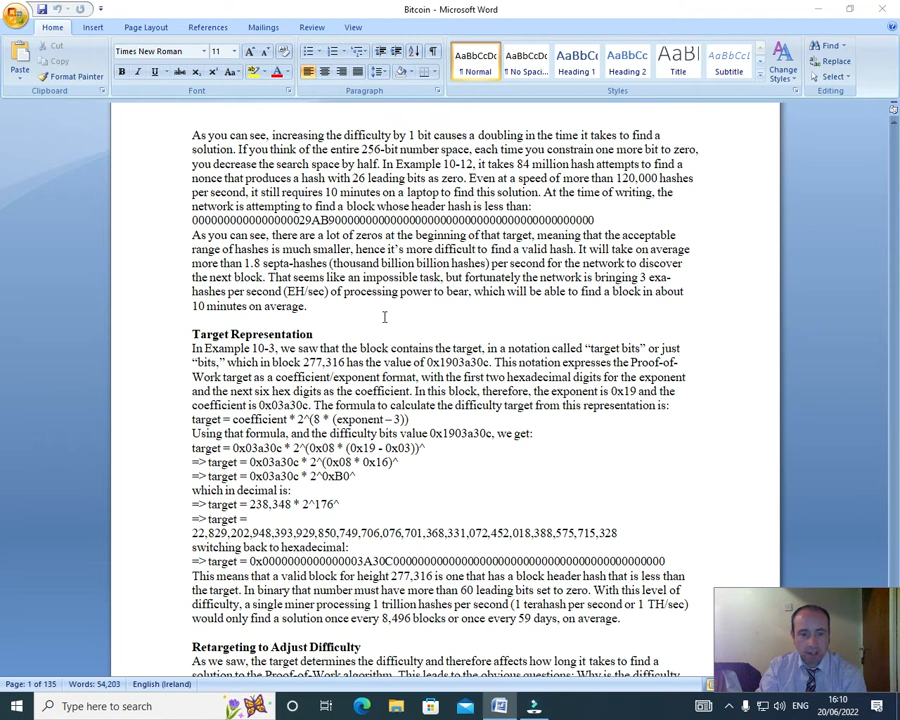 Bitcoin - Microsoft Word
Home Insert Page Layout References Mailings Review View
Paste
Cut
Copy
Format Painter
Clipboard
Times New Roman 11
Font
Paragraph
AaBbCcDc AaBbCcDc AaBbCc AaBbCc AaBl AaBbCc.
¶ Normal ¶ No Spaci... Heading 1 Heading 2 Title Subtitle
Styles
Change Styles
Find
Replace
Select
Editing
As you can see, increasing the difficulty by 1 bit causes a doubling in the time it takes to find a
solution. If you think of the entire 256-bit number space, each time you constrain one more bit to zero,
you decrease the search space by half. In Example 10-12, it takes 84 million hash attempts to find a
nonce that produces a hash with 26 leading bits as zero. Even at a speed of more than 120,000 hashes
per second, it still requires 10 minutes on a laptop to find this solution. At the time of writing, the
network is attempting to find a block whose header hash is less than:
As you can see, there are a lot of zeros at the beginning of that target, meaning that the acceptable
range of hashes is much smaller, hence it’s more difficult to find a valid hash. It will take on average
more than 1.8 septa-hashes (thousand billion billion hashes) per second for the network to discover
the next block. That seems like an impossible task, but fortunately the network is bringing 3 exa-
hashes per second (EH/sec) of processing power to bear, which will be able to find a block in about
10 minutes on average.
Target Representation
In Example 10-3, we saw that the block contains the target, in a notation called “target bits” or just
“bits,” which in block 277,316 has the value of 0x1903a30c. This notation expresses the Proof-of-
Work target as a coefficient/exponent format, with the first two hexadecimal digits for the exponent
and the next six hex digits as the coefficient. In this block, therefore, the exponent is 0x19 and the
coefficient is 0x03a30c. The formula to calculate the difficulty target from this representation is:
target = coefficient * 2^(8 * (exponent – 3))
Using that formula, and the difficulty bits value 0x1903a30c, we get:
target = 0x03a30c * 2^(0x08 * (0x19 - 0x03))^
=> target = 0x03a30c * 2^(0x08 * 0x16)^
=> target = 0x03a30c * 2^0xB0^
which in decimal is:
=> target = 238,348 * 2^176^
=> target =
22,829,202,948,393,929,850,749,706,076,701,368,331,072,452,018,388,575,715,328
switching back to hexadecimal:
=> target =
This means that a valid block for height 277,316 is one that has a block header hash that is less than
the target. In binary that number must have more than 60 leading bits set to zero. With this level of
difficulty, a single miner processing 1 trillion hashes per second (1 terahash per second or 1 TH/sec)
would only find a solution once every 8,496 blocks or once every 59 days, on average.
Retargeting to Adjust Difficulty
As we saw, the target determines the difficulty and therefore affects how long it takes to find a
solution to the Proof-of-Work algorithm. This leads to the obvious questions: Why is the difficulty
Page: 1 of 135 Words: 54,203 English (Ireland)
Type here to search
ENG
16:10
20/06/2022